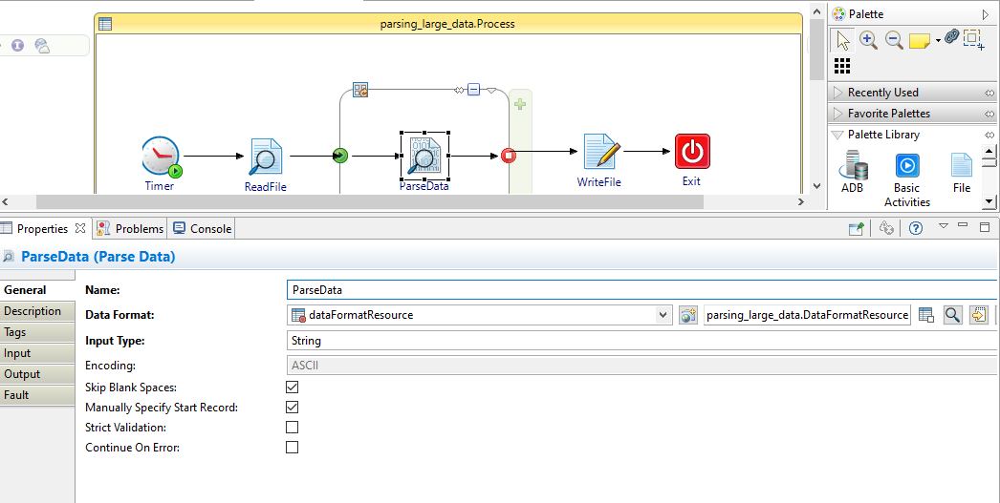 parsing_large_data.Process
Timer
ReadFile
ParseData
WriteFile
Exit
Palette
Recently Used
Favorite Palettes
Palette Library
ADB
Basic
Activities
File
Properties
Problems
Console
ParseData (Parse Data)
General
Description
Tags
Input
Output
Fault
Name: ParseData
Data Format: dataFormatResource parsing_large_data.DataFormatResource
Input Type: String
Encoding: ASCII
Skip Blank Spaces:
Manually Specify Start Record:
Strict Validation:
Continue On Error: